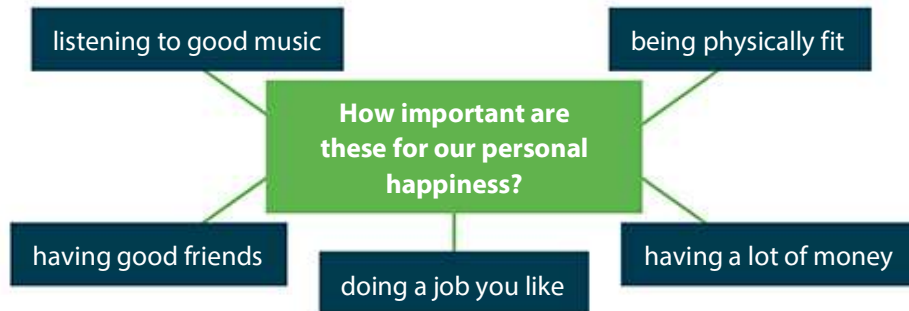 listening to good music
being physically fit
How important are
these for our personal
happiness?
having good friends
doing a job you like
having a lot of money